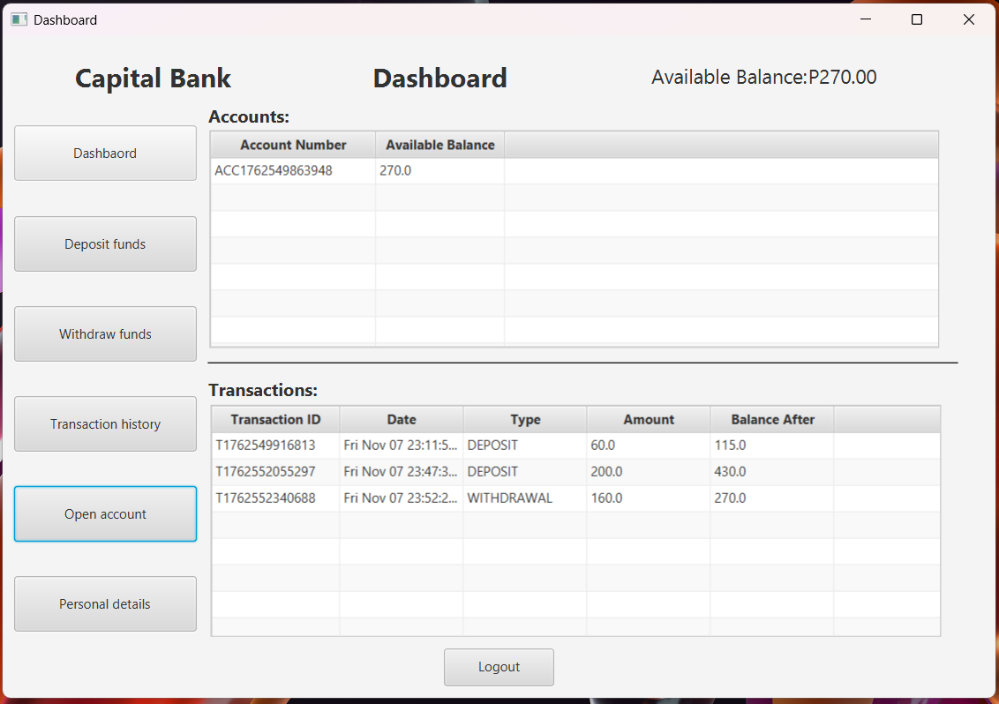 Dashboard
Capital Bank Dashboard Available Balance:P270.00
Dashbaord
Deposit funds
Withdraw funds
Transaction history
Open account
Personal details
Accounts:
Account Number Available Balance
ACC1762549863948 270.0
Transactions:
Transaction ID Date Type Amount Balance After
T1762549916813 Fri Nov 07 23:11:5... DEPOSIT 60.0 115.0
T1762552055297 Fri Nov 07 23:47:3... DEPOSIT 200.0 430.0
T1762552340688 Fri Nov 07 23:52:2... WITHDRAWAL 160.0 270.0
Logout